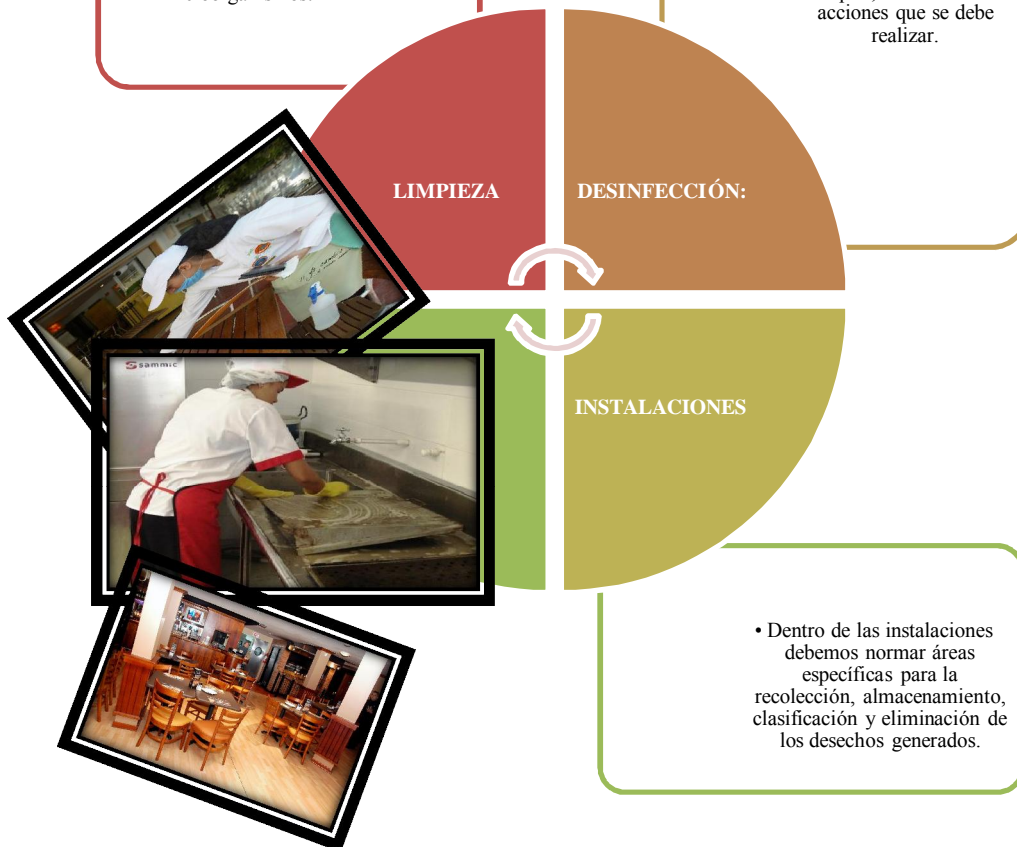 acciones que se debe
realizar.
LIMPIEZA
DESINFECCIÓN:
sammic
INSTALACIONES
• Dentro de las instalaciones
debemos normar áreas
específicas para la
recolección, almacenamiento,
clasificación y eliminación de
los desechos generados.